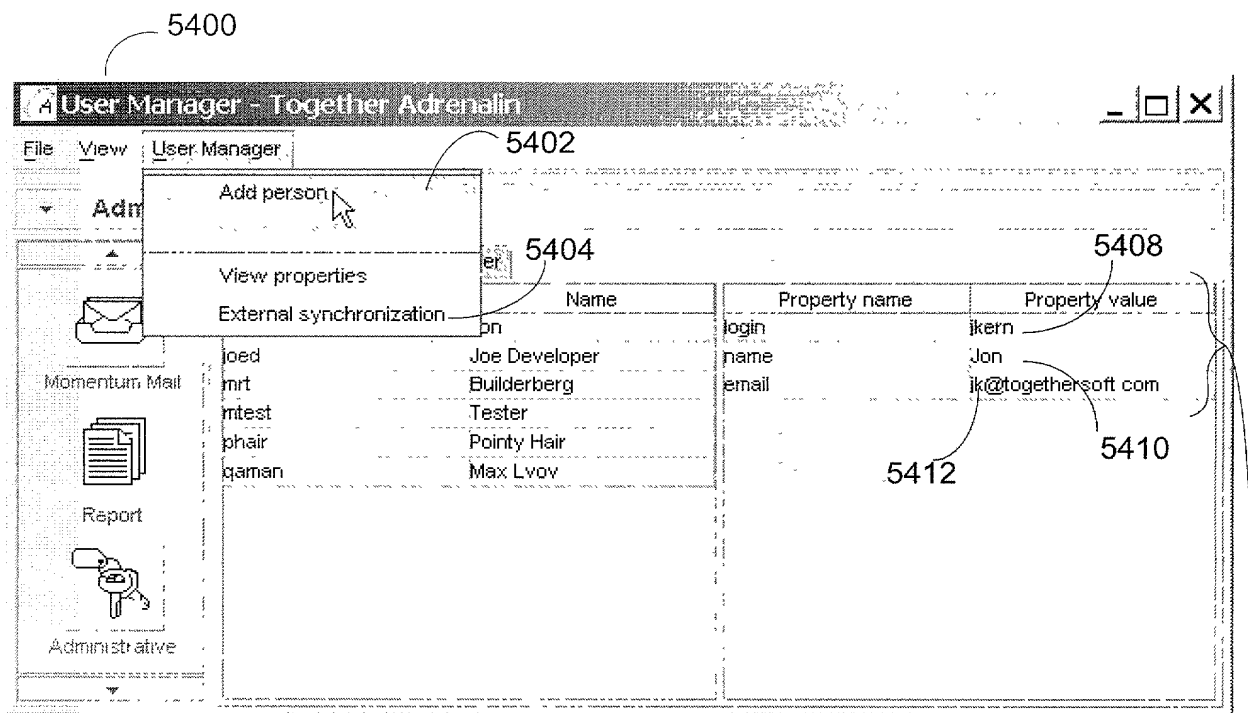 5400
User Manager - Together Adrenalin
File View User Manager
5402
Add person
Adm
5404
5408
View properties
er
External synchronization
Name
Property name Property value
on
login jkern
joed Joe Developer name Jon
Momentum Mail
mrt Builderberg email jk@togethersoft com
mtest Tester
phair Pointy Hair
5410
5412
qaman Max Lvov
Report
Administrative